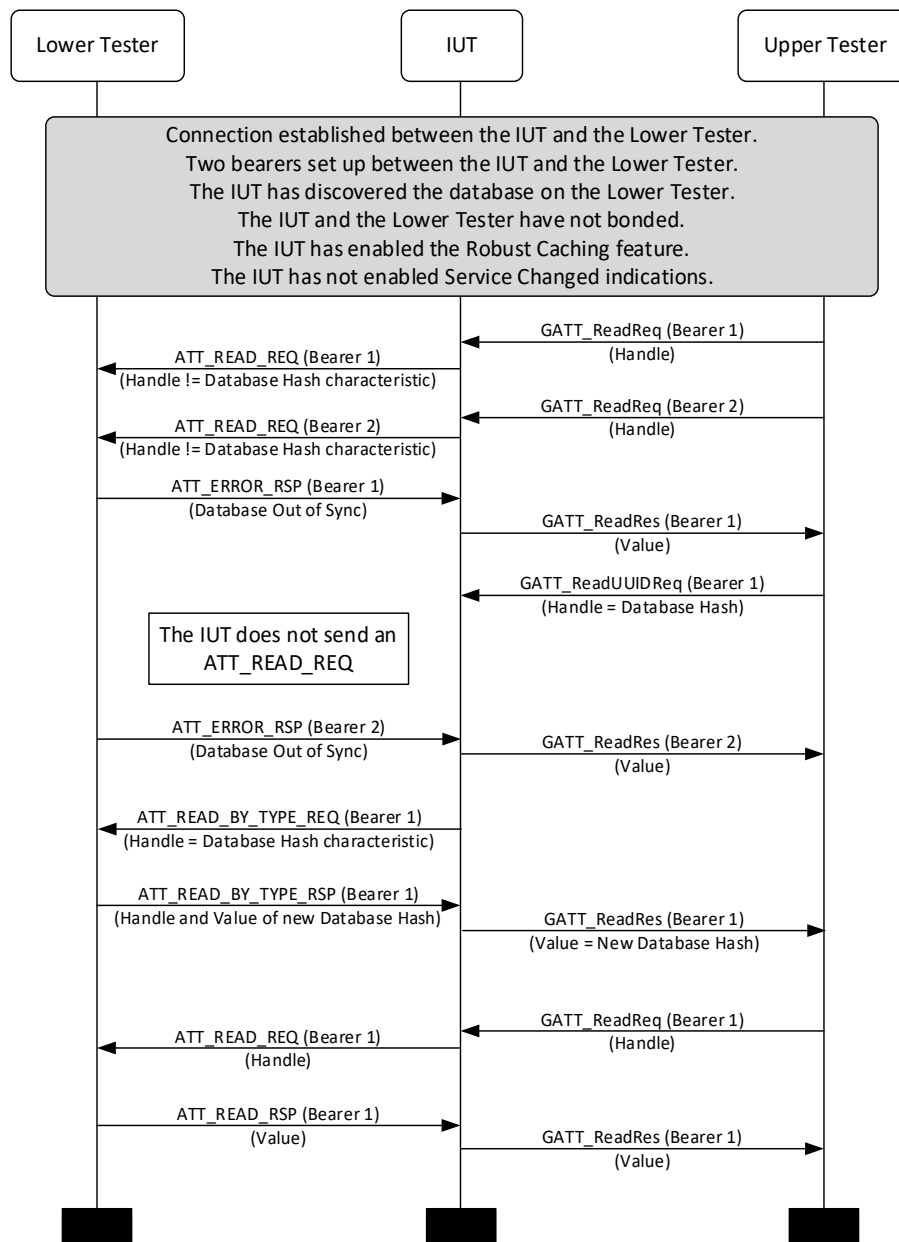 Lower Tester
IUT
Upper Tester
Connection established between the IUT and the Lower Tester.
Two bearers set up between the IUT and the Lower Tester.
The IUT has discovered the database on the Lower Tester.
The IUT and the Lower Tester have not bonded.
The IUT has enabled the Robust Caching feature.
The IUT has not enabled Service Changed indications.
GATT_ReadReq (Bearer 1)
(Handle)
ATT_READ_REQ (Bearer 1)
(Handle != Database Hash characteristic)
GATT_ReadReq (Bearer 2)
(Handle)
ATT_READ_REQ (Bearer 2)
(Handle != Database Hash characteristic)
ATT_ERROR_RSP (Bearer 1)
(Database Out of Sync)
GATT_ReadRes (Bearer 1)
(Value)
GATT_ReadUUIDReq (Bearer 1)
(Handle = Database Hash)
The IUT does not send an
ATT_READ_REQ
ATT_ERROR_RSP (Bearer 2)
(Database Out of Sync)
GATT_ReadRes (Bearer 2)
(Value)
ATT_READ_BY_TYPE_REQ (Bearer 1)
(Handle = Database Hash characteristic)
ATT_READ_BY_TYPE_RSP (Bearer 1)
(Handle and Value of new Database Hash)
GATT_ReadRes (Bearer 1)
(Value = New Database Hash)
GATT_ReadReq (Bearer 1)
(Handle)
ATT_READ_REQ (Bearer 1)
(Handle)
ATT_READ_RSP (Bearer 1)
(Value)
GATT_ReadRes (Bearer 1)
(Value)